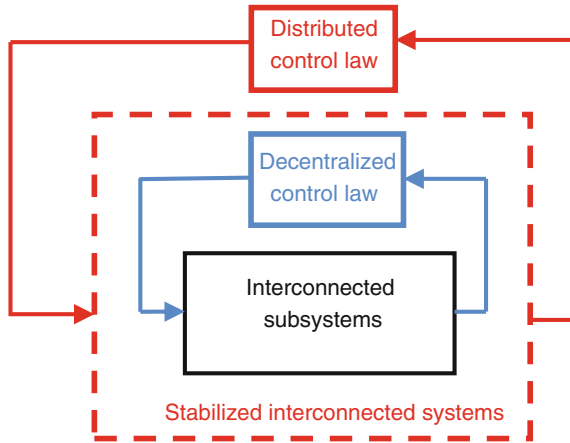 Distributed
control law
Decentralized
control law
Interconnected
subsystems
Stabilized interconnected systems